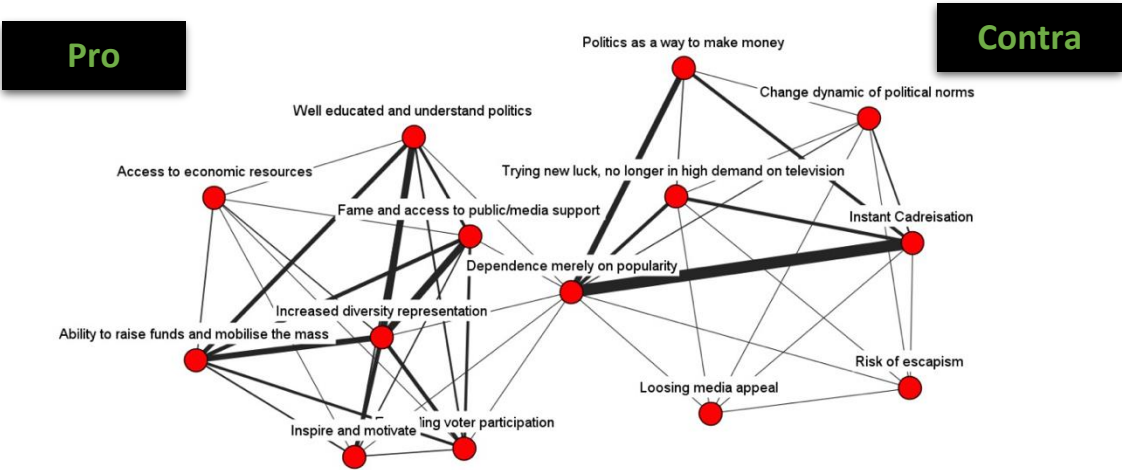 Pro
Contra
Politics as a way to make money
Change dynamic of political norms
Well educated and understand politics
Access to economic resources
Trying new luck, no longer in high demand on television
Fame and access to public/media support
Instant Cadreisation
Dependence merely on popularity
Increased diversity representation
Ability to raise funds and mobilise the mass
Risk of escapism
Loosing media appeal
voter participation
Inspire and motivate